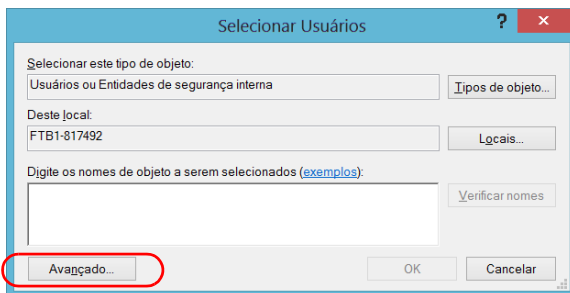 Selecionar Usuários
?
x
Selecionar este tipo de objeto:
Usuários ou Entidades de segurança interna
Tipos de objeto...
Deste local:
FTB1-817492
Locais...
Digite os nomes de objeto a serem selecionados (exemplos):
Verificar nomes
Avançado...
OK
Cancelar